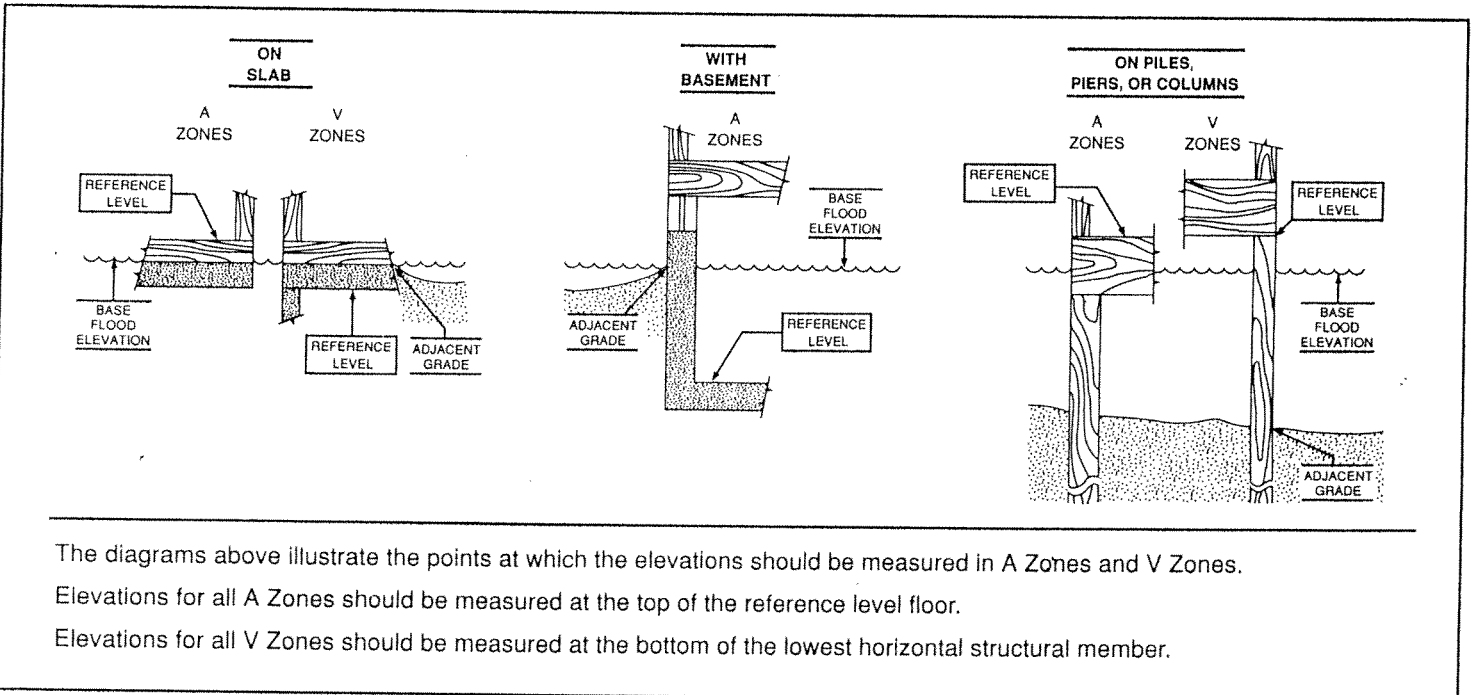 ON
SLAB
A
ZONES
V
ZONES
REFERENCE
LEVEL
BASE
FLOOD
ELEVATION
REFERENCE
LEVEL
ADJACENT
GRADE
WITH
BASEMENT
A
ZONES
BASE
FLOOD
ELEVATION
ADJACENT
GRADE
REFERENCE
LEVEL
ON PILES,
PIERS, OR COLUMNS
A
ZONES
V
ZONES
REFERENCE
LEVEL
REFERENCE
LEVEL
BASE
FLOOD
ELEVATION
ADJACENT
GRADE
The diagrams above illustrate the points at which the elevations should be measured in A Zones and V Zones.
Elevations for all A Zones should be measured at the top of the reference level floor.
Elevations for all V Zones should be measured at the bottom of the lowest horizontal structural member.